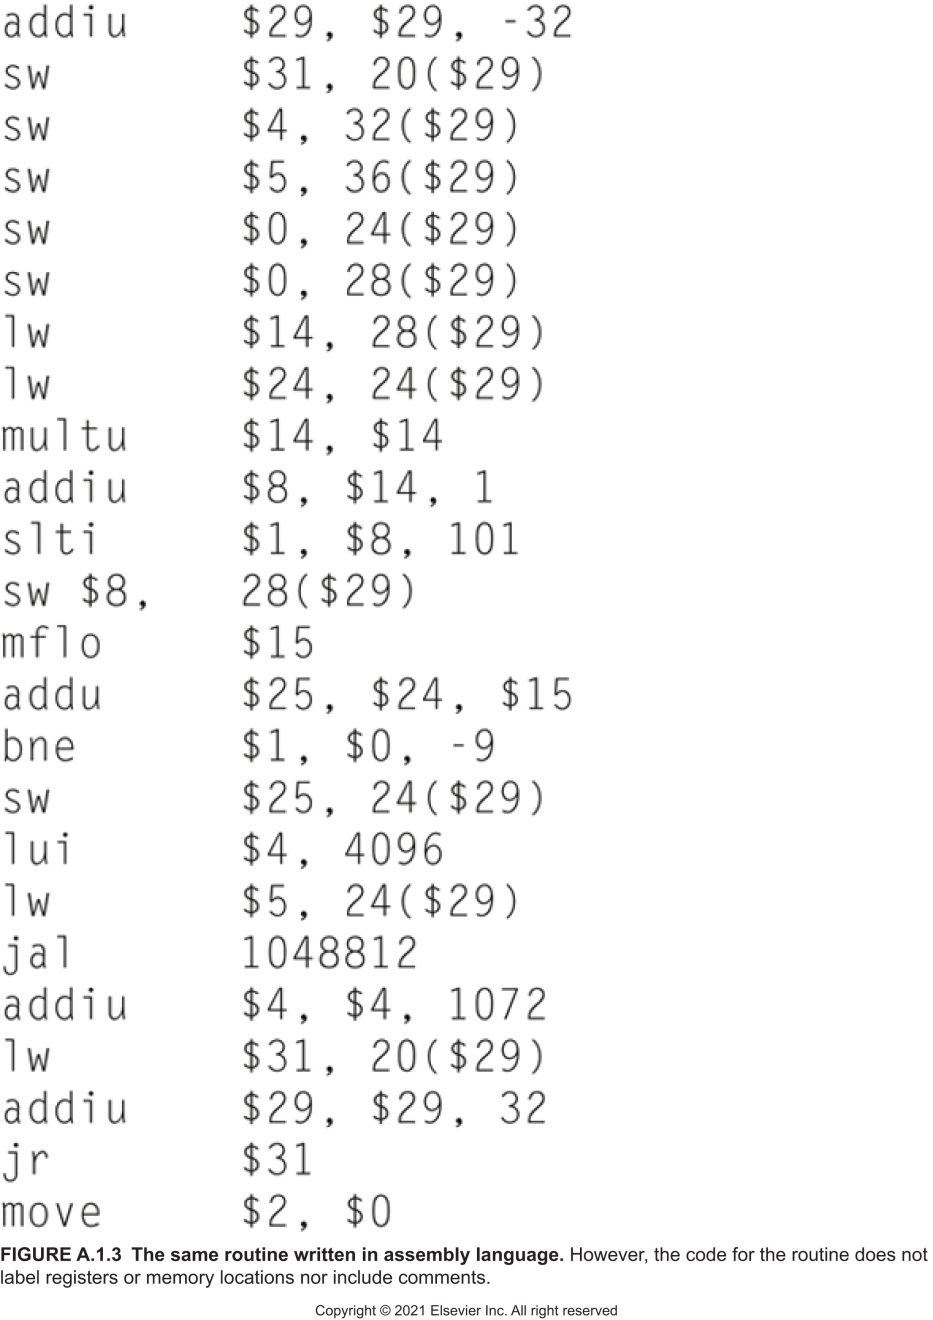 addiu $29, $29, -32
sw $31, 20($29)
sw $4, 32($29)
sw $5, 36($29)
sw $0, 24($29)
sw $0, 28($29)
lw $14, 28($29)
lw $24, 24($29)
multu $14, $14
addiu $8, $14, 1
slti $1, $8, 101
sw $8, 28($29)
mflo $15
addu $25, $24, $15
bne $1, $0, -9
sw $25, 24($29)
lui $4, 4096
lw $5, 24($29)
jal 1048812
addiu $4, $4, 1072
lw $31, 20($29)
addiu $29, $29, 32
jr $31
move $2, $0
FIGURE A.1.3 The same routine written in assembly language. However, the code for the routine does not
label registers or memory locations nor include comments.
Copyright © 2021 Elsevier Inc. All right reserved